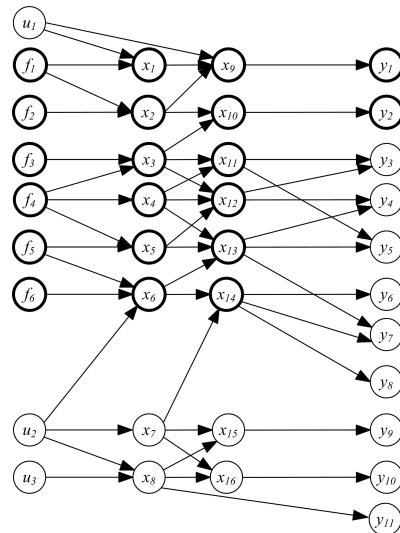 u1
f1 x1 x9 y1
f2 x2 x10 y2
f3 x3 x11 y3
f4 x4 x12 y4
f5 x5 x13 y5
f6 x6 x14 y6
y7
y8
u2 x7 x15 y9
u3 x8 x16 y10
y11